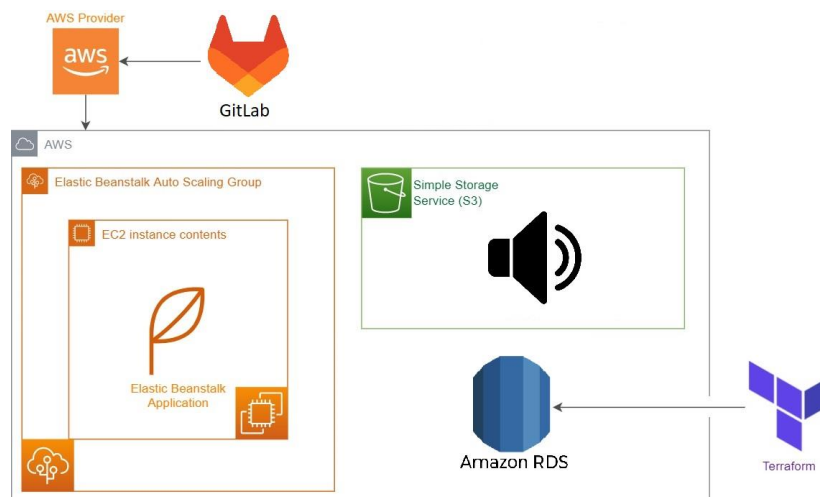 AWS Provider
aws
GitLab
AWS
Elastic Beanstalk Auto Scaling Group
Simple Storage
Service (S3)
EC2 instance contents
Elastic Beanstalk
Application
Amazon RDS
Terraform